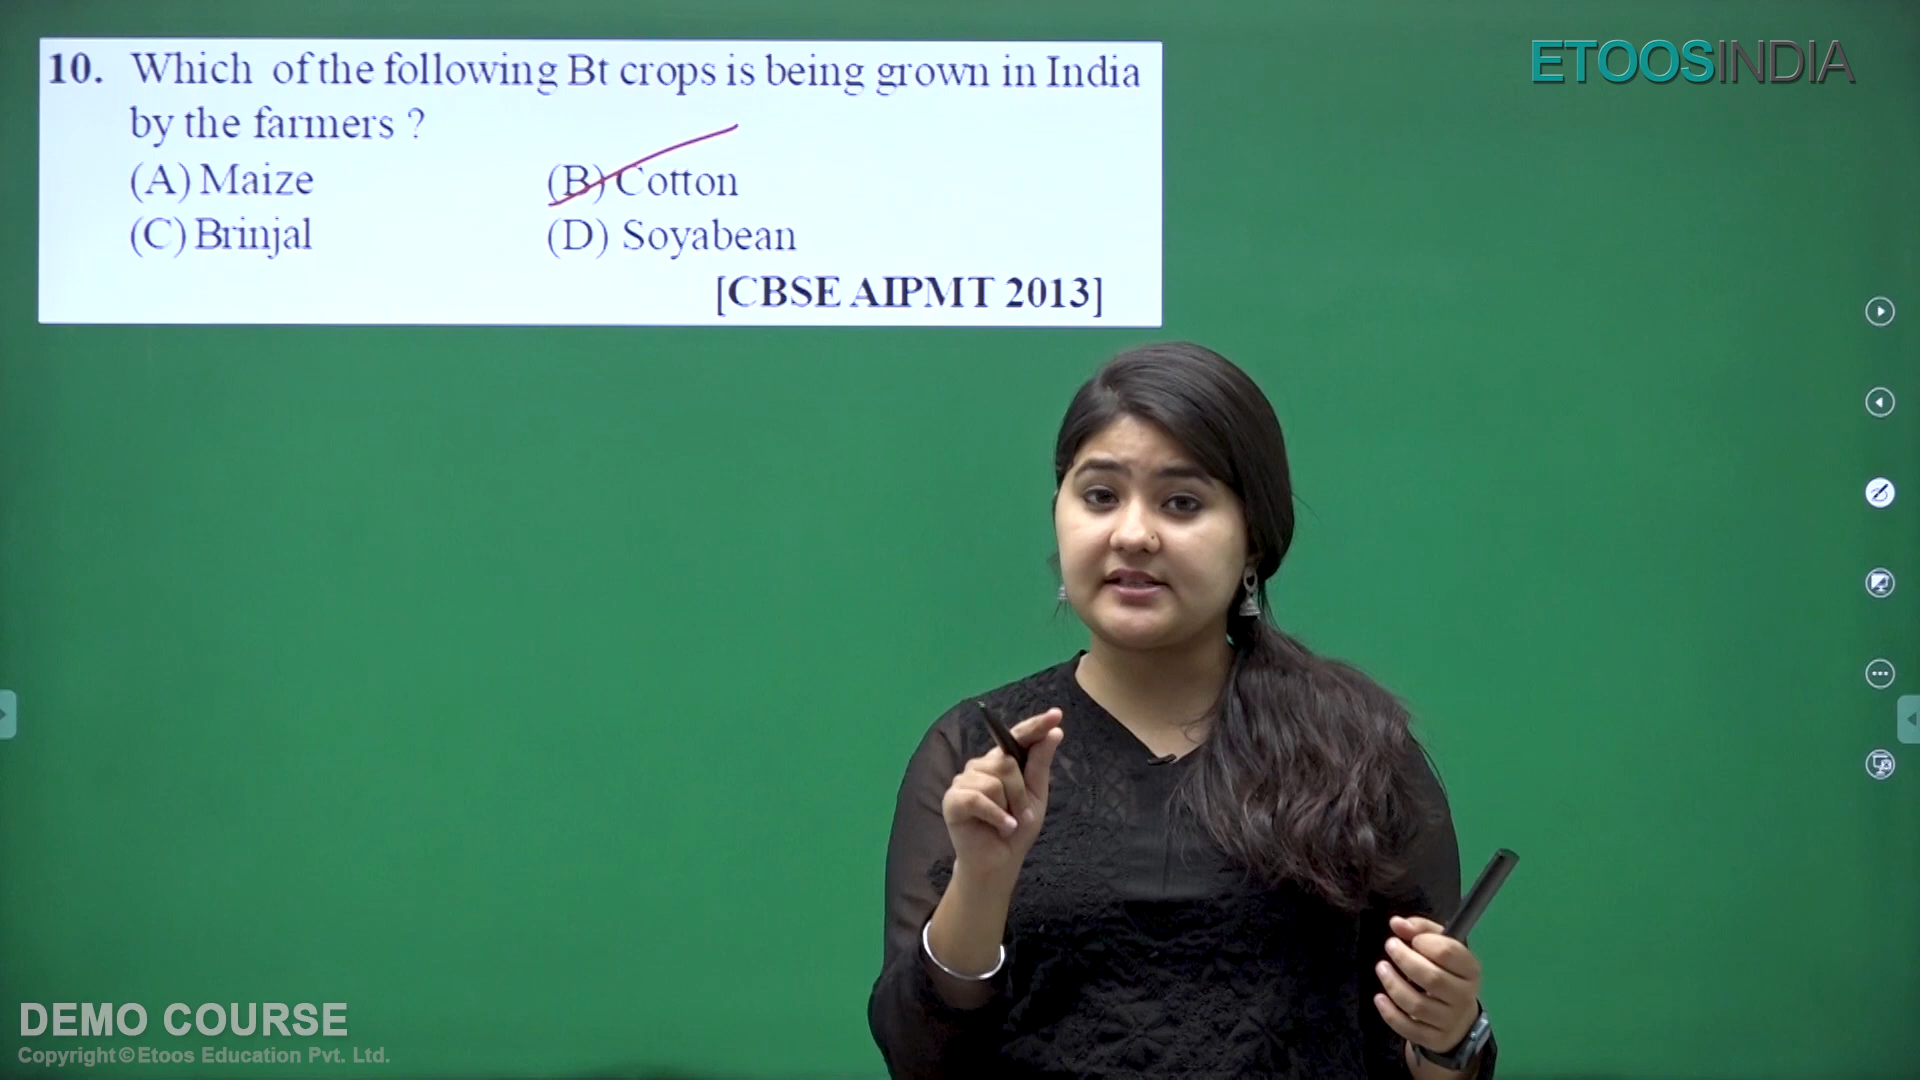 ETOOSINDIA
10. Which of the following Bt crops is being grown in India
by the farmers ?
(A) Maize (B) Cotton
(C) Brinjal (D) Soyabean
[CBSE AIPMT 2013]
DEMO COURSE
Copyright © Etoos Education Pvt. Ltd.